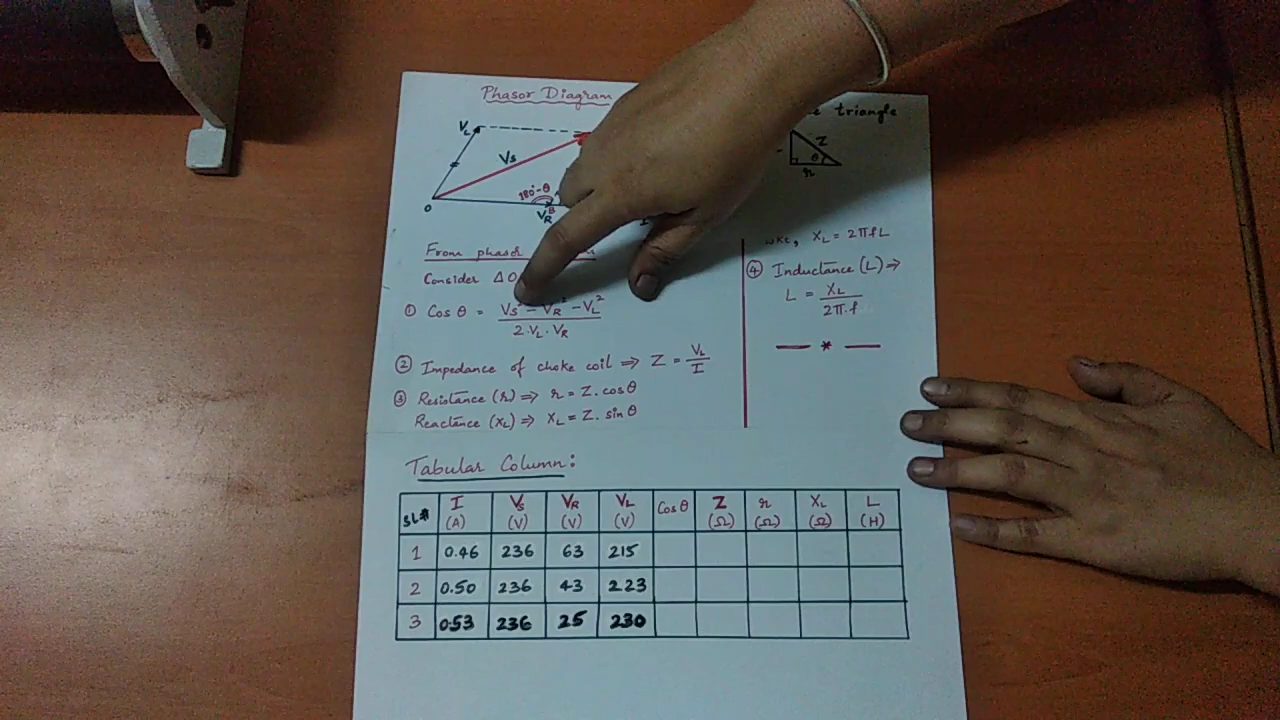 Phasor Diagram
triangle
VL
Vs
180°-θ
O
VR
B
Z
θ
r
From phasor
Consider Δ O
① Cos θ = Vs² - VR² - VL² / 2·VL·VR
② Impedance of choke coil ⇒ Z = VL / I
③ Resistance (r) ⇒ r = Z. cosθ
Reactance (XL) ⇒ XL = Z. sinθ
wkt, XL = 2πfL
④ Inductance (L) ⇒
L = XL / 2π.f
— * —
Tabular Column:
SL# I (A) Vs (V) VR (V) VL (V) Cos θ Z (Ω) r (Ω) XL (Ω) L (H)
1 0.46 236 63 215
2 0.50 236 43 223
3 0.53 236 25 230